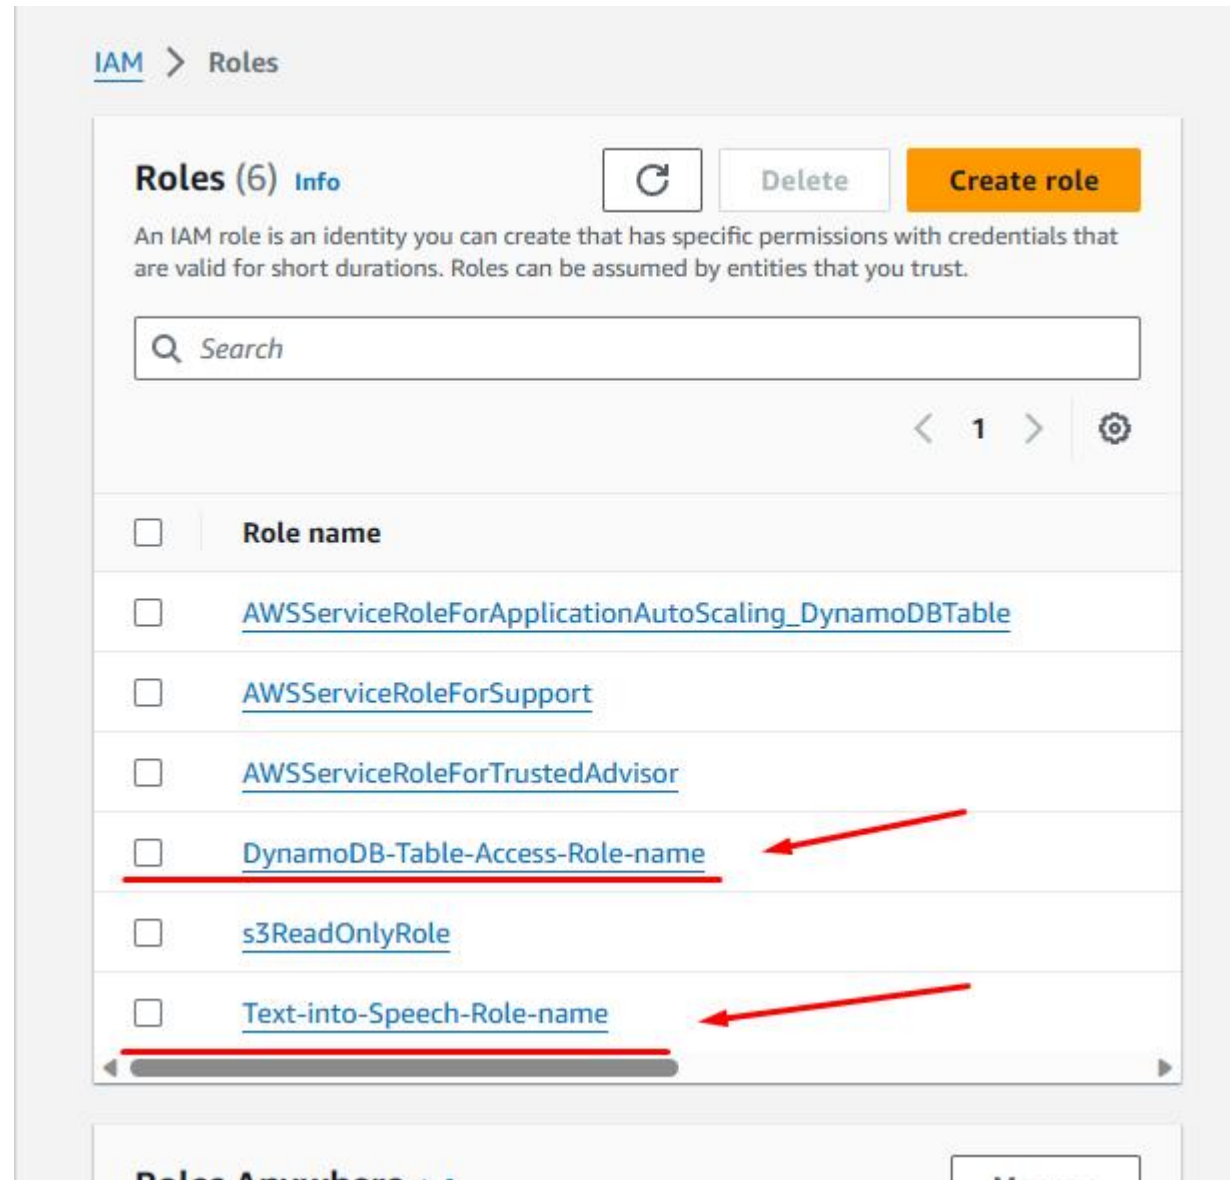 IAM > Roles
Roles (6) Info
Delete
Create role
An IAM role is an identity you can create that has specific permissions with credentials that
are valid for short durations. Roles can be assumed by entities that you trust.
Search
< 1 >
Role name
AWSServiceRoleForApplicationAutoScaling_DynamoDBTable
AWSServiceRoleForSupport
AWSServiceRoleForTrustedAdvisor
DynamoDB-Table-Access-Role-name
s3ReadOnlyRole
Text-into-Speech-Role-name
Roles Anywhere